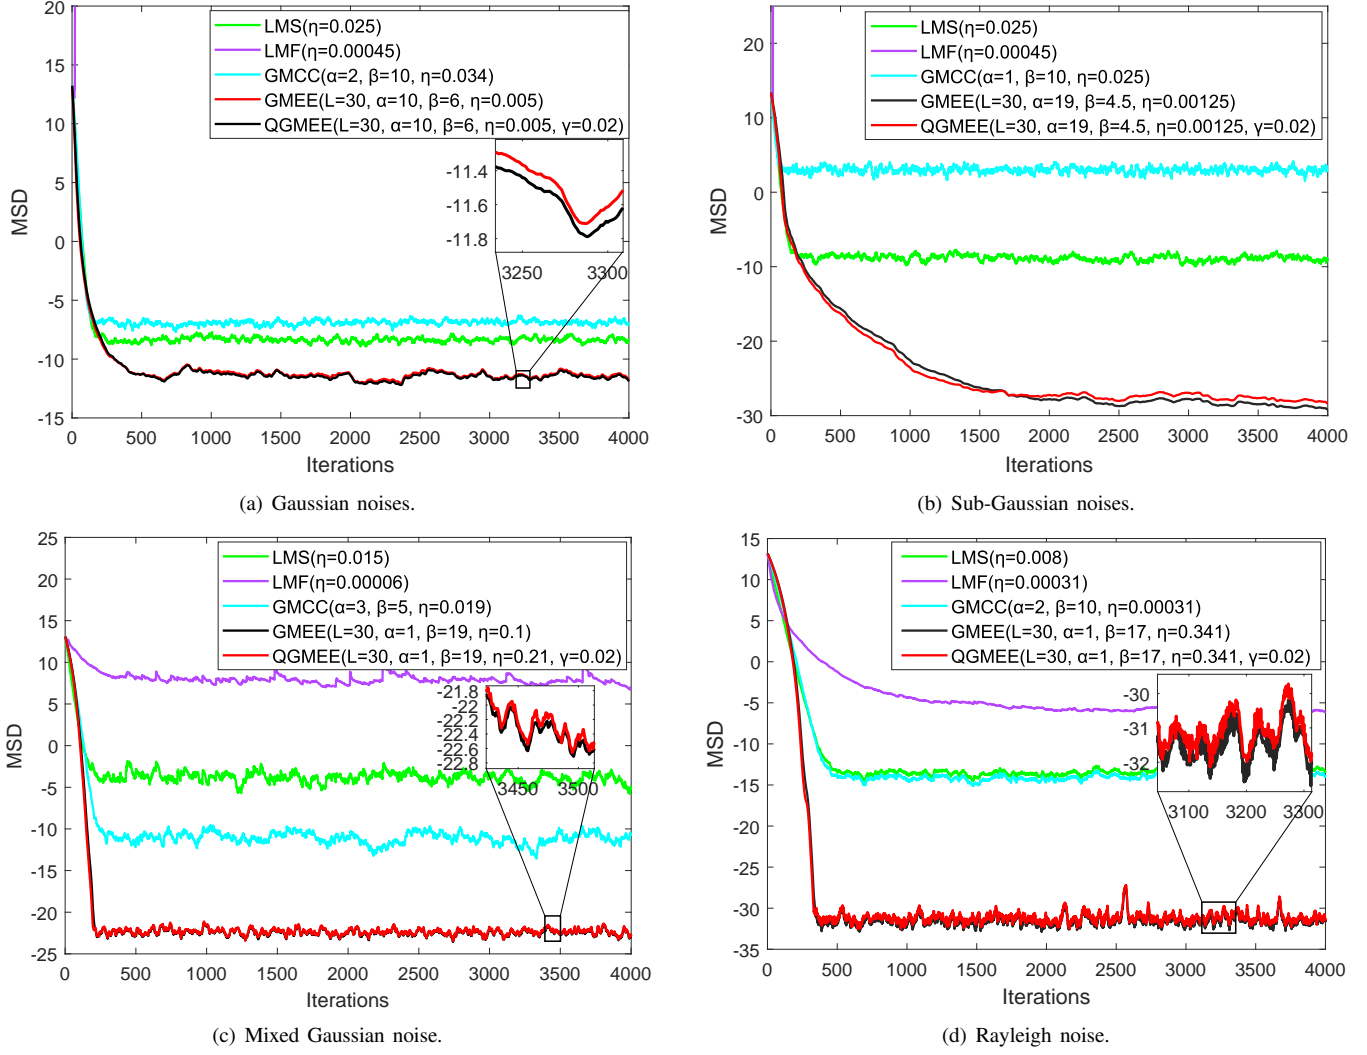 20
15
10
5
0
-5
-10
-15
MSD
LMS(η=0.025)
LMF(η=0.00045)
GMCC(α=2, β=10, η=0.034)
GMEE(L=30, α=10, β=6, η=0.005)
QGMEE(L=30, α=10, β=6, η=0.005, γ=0.02)
-11.4
-11.6
-11.8
3250 3300
0 500 1000 1500 2000 2500 3000 3500 4000
Iterations
(a) Gaussian noises.
20
10
0
-10
-20
-30
MSD
LMS(η=0.025)
LMF(η=0.00045)
GMCC(α=1, β=10, η=0.025)
GMEE(L=30, α=19, β=4.5, η=0.00125)
QGMEE(L=30, α=19, β=4.5, η=0.00125, γ=0.02)
0 500 1000 1500 2000 2500 3000 3500 4000
Iterations
(b) Sub-Gaussian noises.
25
20
15
10
5
0
-5
-10
-15
-20
-25
MSD
LMS(η=0.015)
LMF(η=0.00006)
GMCC(α=3, β=5, η=0.019)
GMEE(L=30, α=1, β=19, η=0.1)
QGMEE(L=30, α=1, β=19, η=0.21, γ=0.02)
-21.8
-22
-22.2
-22.4
-22.6
-22.8
3450 3500
0 500 1000 1500 2000 2500 3000 3500 4000
Iterations
(c) Mixed Gaussian noise.
15
10
5
0
-5
-10
-15
-20
-25
-30
-35
MSD
LMS(η=0.008)
LMF(η=0.00031)
GMCC(α=2, β=10, η=0.00031)
GMEE(L=30, α=1, β=17, η=0.341)
QGMEE(L=30, α=1, β=17, η=0.341, γ=0.02)
-30
-31
-32
3100 3200 3300
0 500 1000 1500 2000 2500 3000 3500 4000
Iterations
(d) Rayleigh noise.